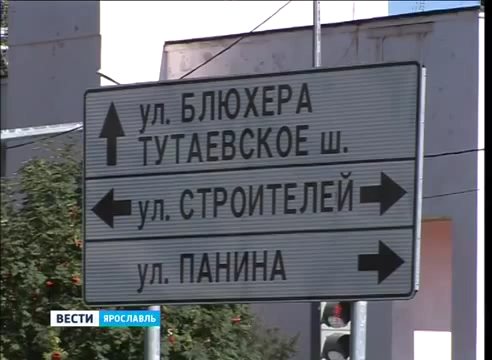 ул. БЛЮХЕРА
ТУТАЕВСКОЕ ш.
ул. СТРОИТЕЛЕЙ
ул. ПАНИНА
ВЕСТИ ЯРОСЛАВЛЬ